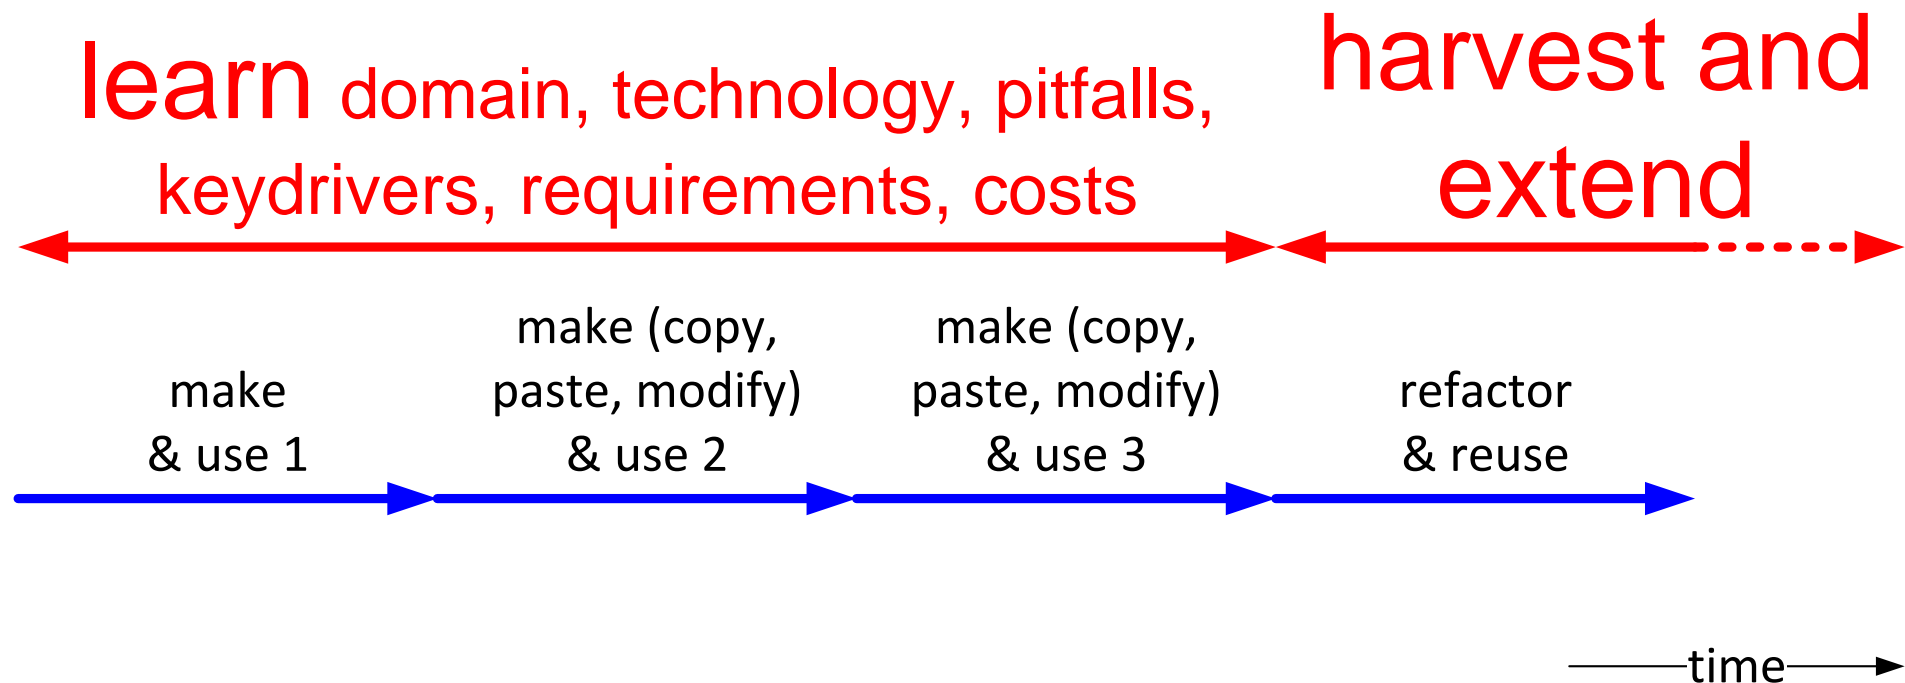 learn domain, technology, pitfalls,
keydrivers, requirements, costs
harvest and
extend
make
& use 1
make (copy,
paste, modify)
& use 2
make (copy,
paste, modify)
& use 3
refactor
& reuse
time